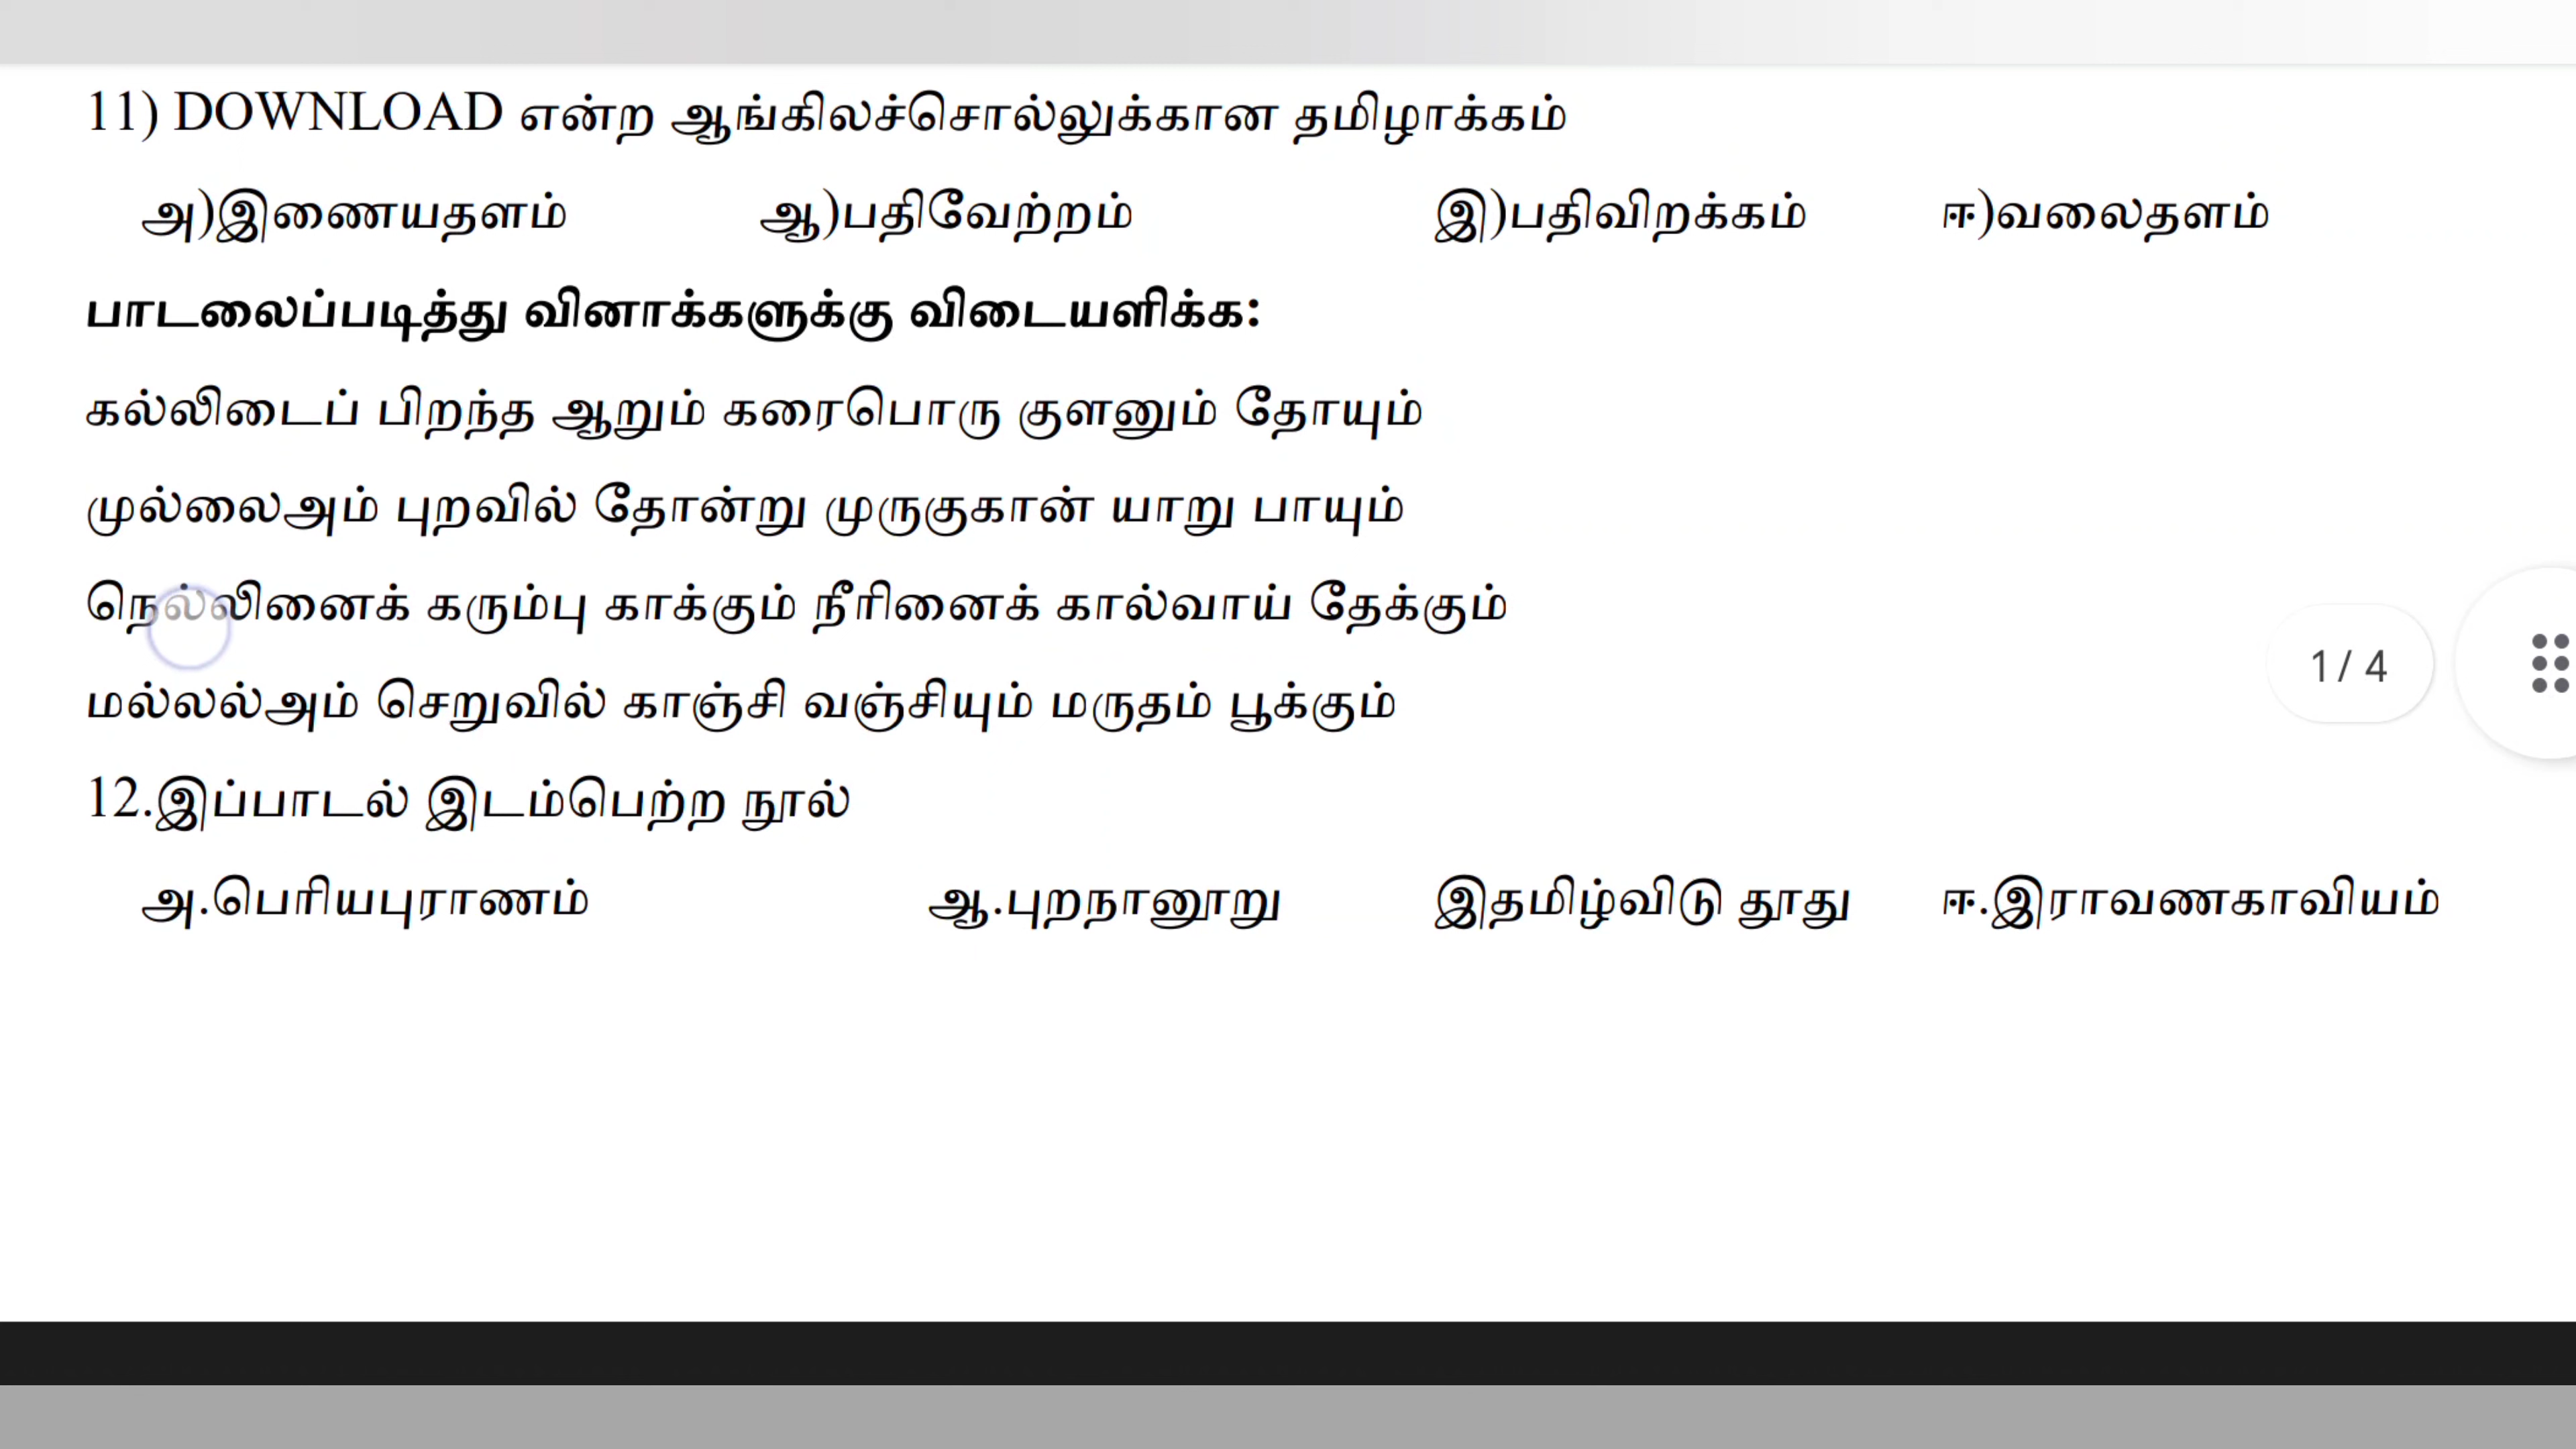 11) DOWNLOAD என்ற ஆங்கிலச்சொல்லுக்கான தமிழாக்கம்
அ)இணையதளம் ஆ)பதிவேற்றம் இ)பதிவிறக்கம் ஈ)வலைதளம்
பாடலைப்படித்து வினாக்களுக்கு விடையளிக்க:
கல்லிடைப் பிறந்த ஆறும் கரைபொரு குளனும் தோயும்
முல்லைஅம் புறவில் தோன்று முருகுகான் யாறு பாயும்
நெல்லினைக் கரும்பு காக்கும் நீரினைக் கால்வாய் தேக்கும்
மல்லல்அம் செறுவில் காஞ்சி வஞ்சியும் மருதம் பூக்கும்
1 / 4
12.இப்பாடல் இடம்பெற்ற நூல்
அ.பெரியபுராணம் ஆ.புறநானூறு இதமிழ்விடு தூது ஈ.இராவணகாவியம்